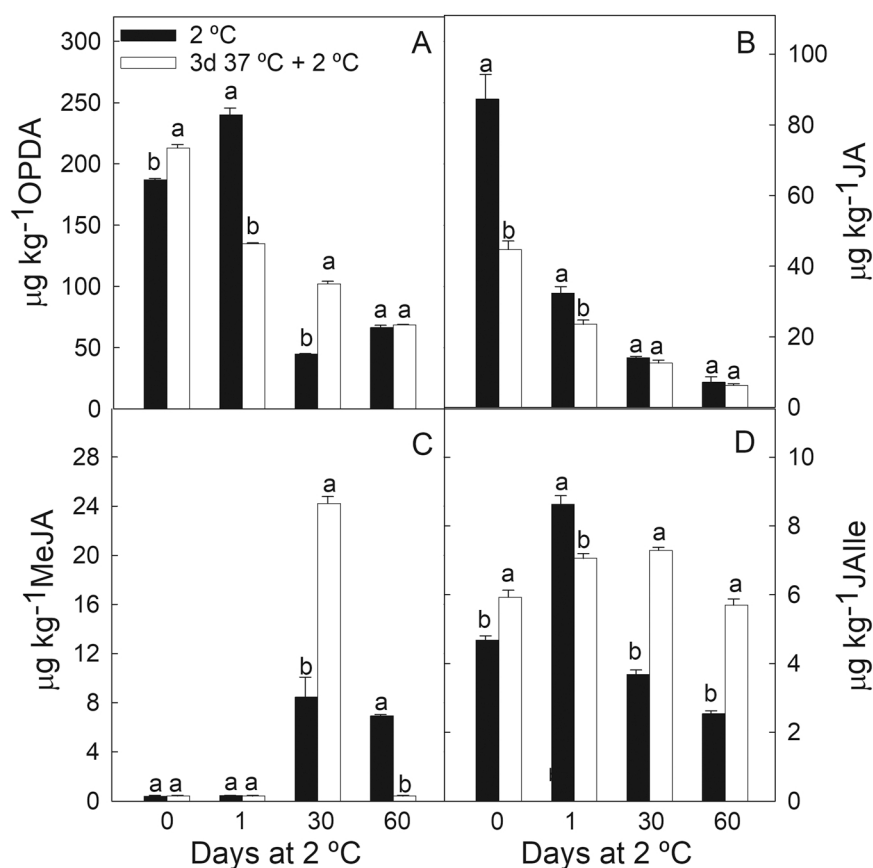 2 ºC
3d 37 ºC + 2 ºC
A
300
250
200
150
100
50
0
µg kg⁻¹OPDA
b
a
a
b
b
a
a
a
B
100
80
60
40
20
0
µg kg⁻¹JA
a
b
a
b
a
a
a
a
C
28
24
20
16
12
8
4
0
µg kg⁻¹MeJA
a
a
a
a
b
a
a
b
0
1
30
60
Days at 2 ºC
D
10
8
6
4
2
0
µg kg⁻¹JAIle
b
a
a
b
b
a
b
a
0
1
30
60
Days at 2 ºC